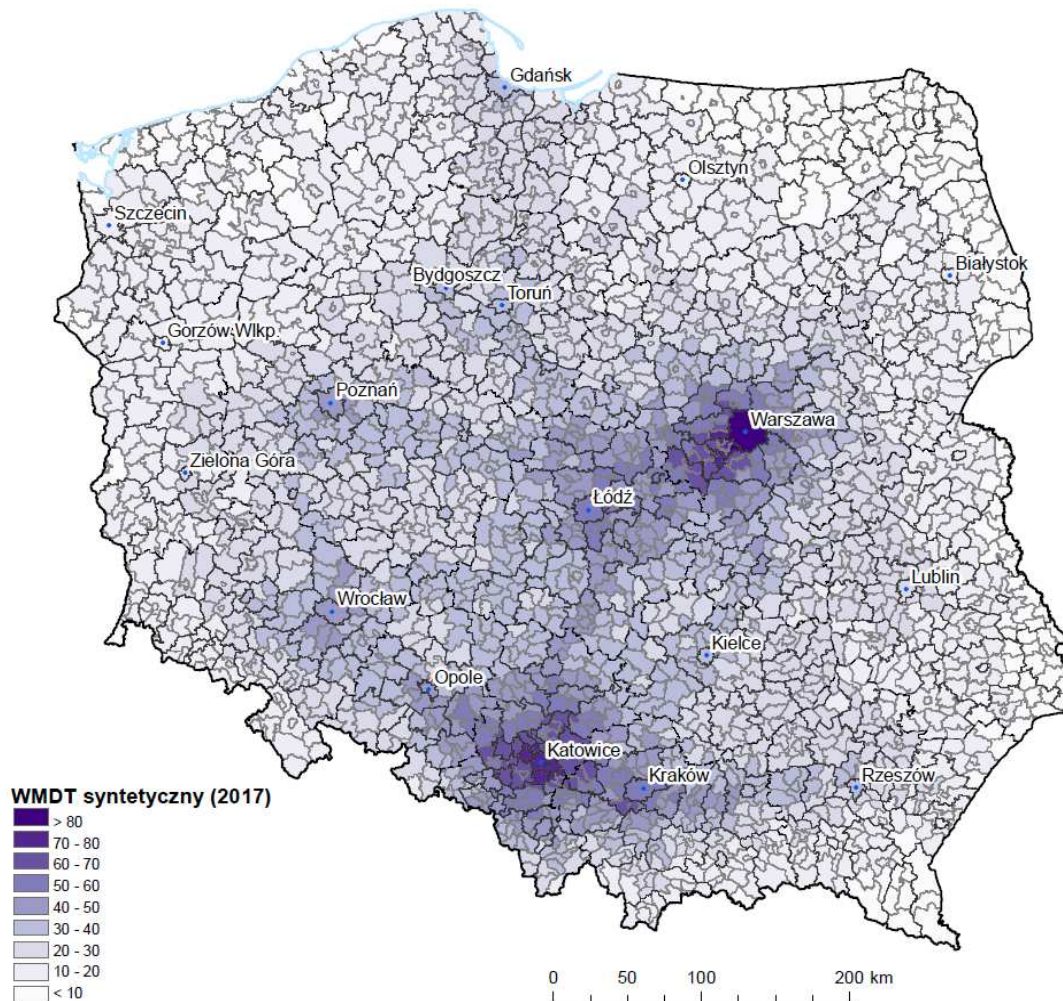 Gdańsk
Olsztyn
Szczecin
Białystok
Bydgoszcz
Toruń
Gorzów Wlkp
Poznań
Warszawa
Zielona Góra
Łódź
Lublin
Wrocław
Kielce
Opole
Katowice
Kraków
Rzeszów
WMDT syntetyczny (2017)
> 80
70 - 80
60 - 70
50 - 60
40 - 50
30 - 40
20 - 30
10 - 20
< 10
0 50 100 200 km